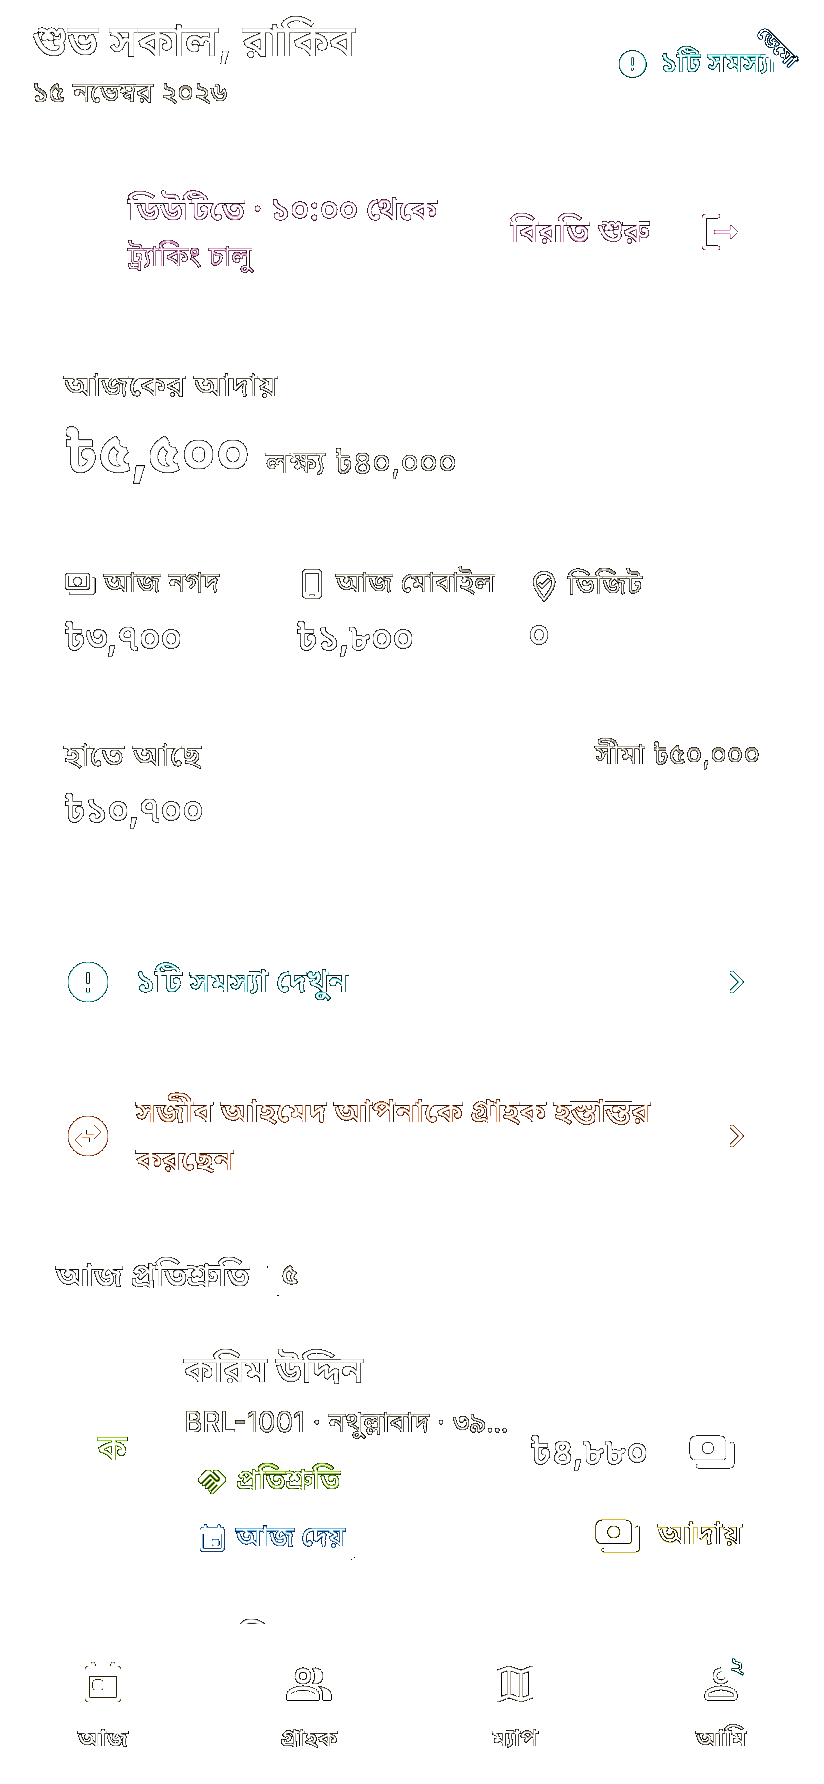 শুভ সকাল, রাকিব
ডেমো
১টি সমস্যা
১৫ নভেম্বর ২০২৬
ডিউটিতে · ১০:০০ থেকে
ট্র্যাকিং চালু
বিরতি শুরু
আজকের আদায়
৳৫,৫০০ লক্ষ্য ৳৪০,০০০
আজ নগদ
৳৩,৭০০
আজ মোবাইল
৳১,৮০০
ভিজিট
০
হাতে আছে
সীমা ৳৫০,০০০
৳১০,৭০০
১টি সমস্যা দেখুন
সজীব আহমেদ আপনাকে গ্রাহক হস্তান্তর
করছেন
আজ প্রতিশ্রুতি ৫
ক
করিম উদ্দিন
BRL-1001 · নথুল্লাবাদ · ৩৯...
৳৪,৮৮০
প্রতিশ্রুতি
আজ দেয়
আদায়
আজ
গ্রাহক
ম্যাপ
২
আমি